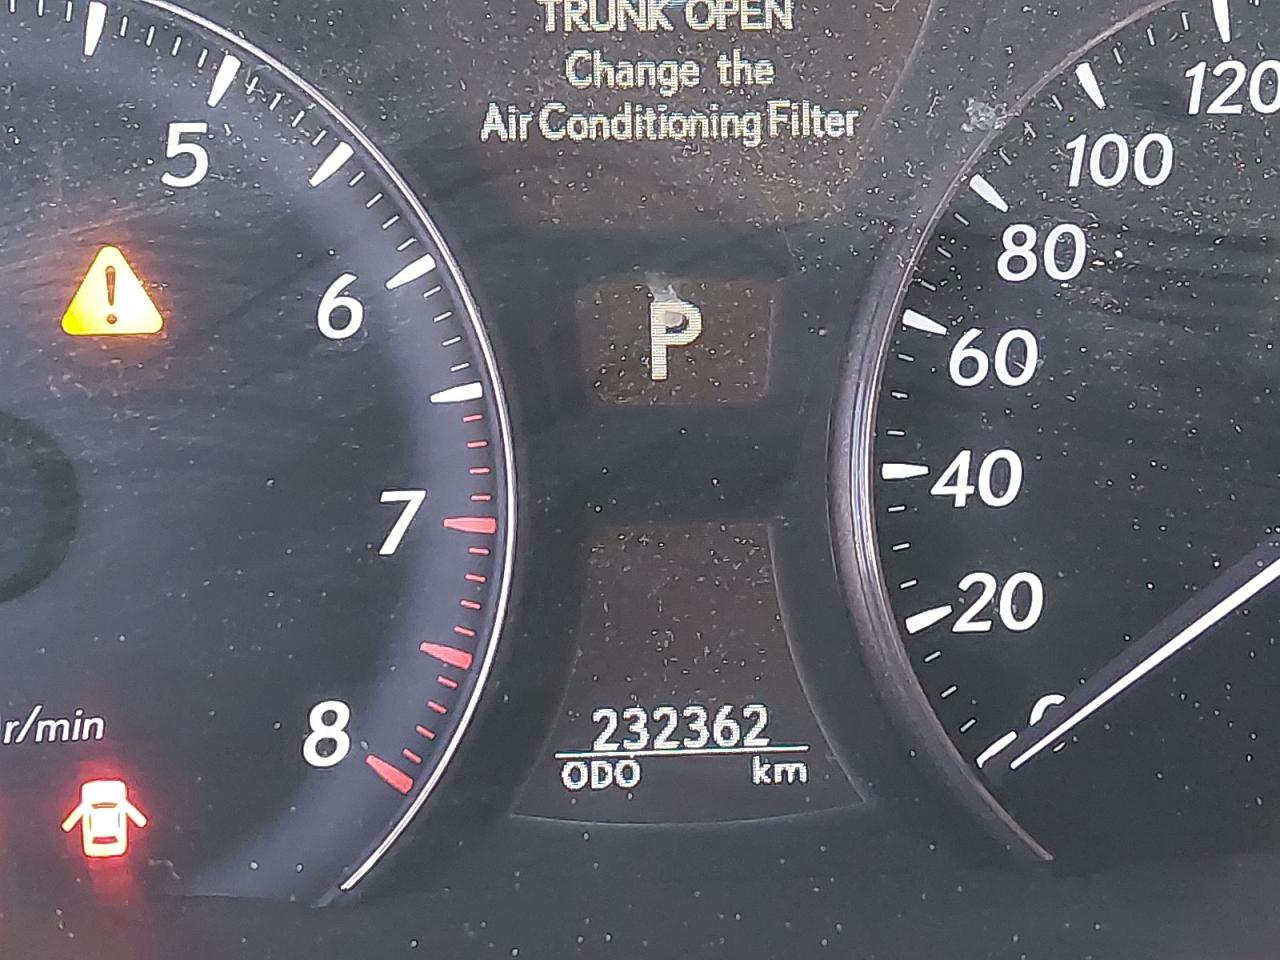 TRUNK OPEN
Change the
Air Conditioning Filter
120
5
100
80
6
P
60
40
7
20
232362
r/min
8
ODO km